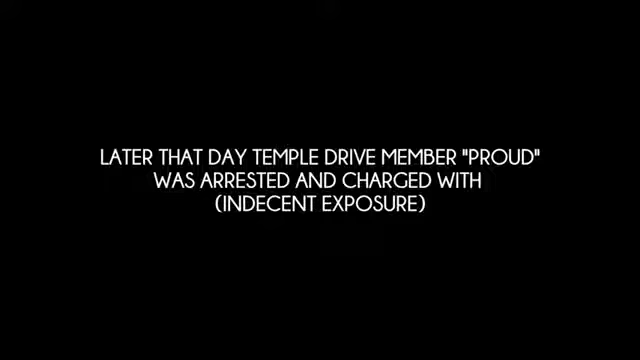 LATER THAT DAY TEMPLE DRIVE MEMBER "PROUD"
WAS ARRESTED AND CHARGED WITH
(INDECENT EXPOSURE)